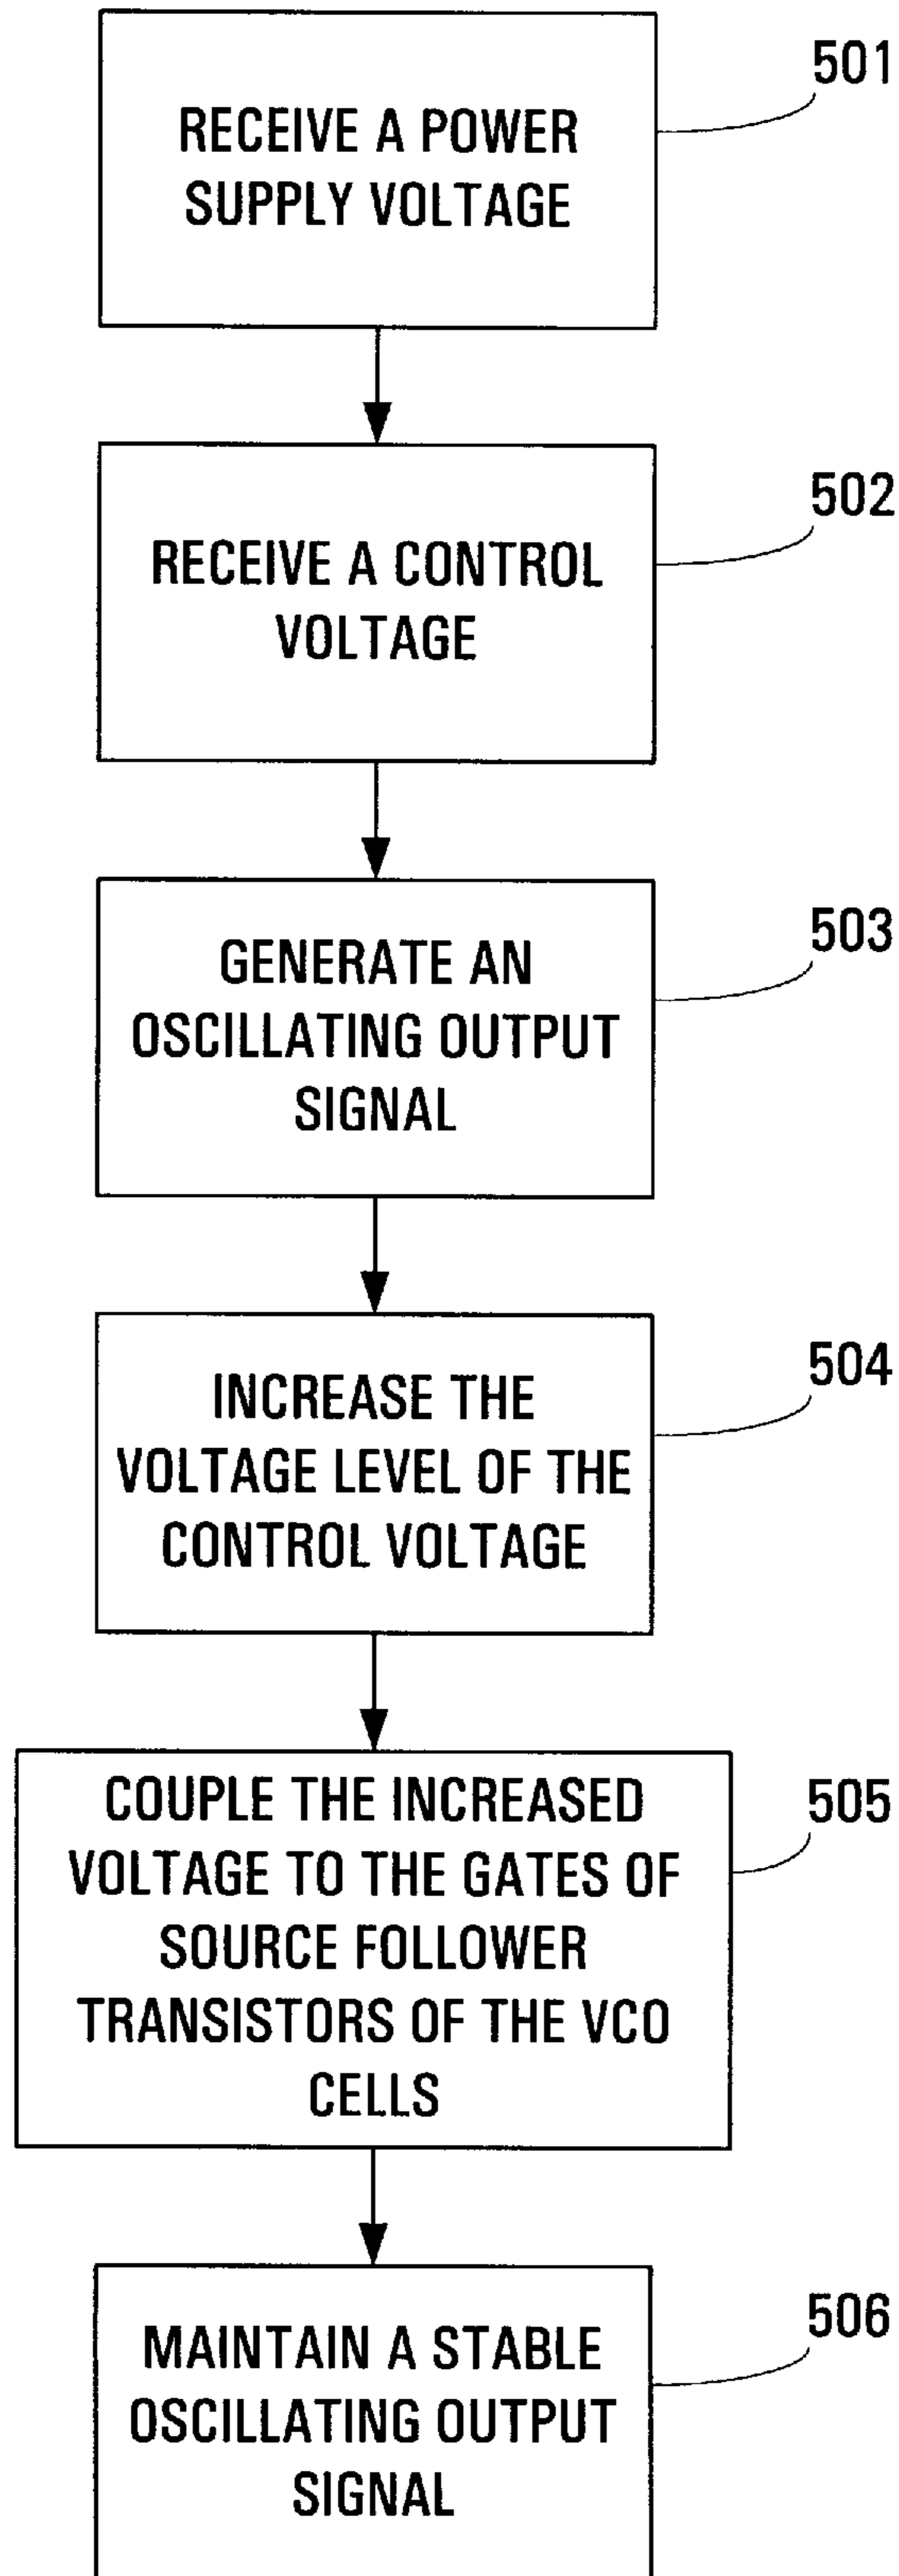 501
RECEIVE A POWER
SUPPLY VOLTAGE
502
RECEIVE A CONTROL
VOLTAGE
503
GENERATE AN
OSCILLATING OUTPUT
SIGNAL
504
INCREASE THE
VOLTAGE LEVEL OF THE
CONTROL VOLTAGE
505
COUPLE THE INCREASED
VOLTAGE TO THE GATES OF
SOURCE FOLLOWER
TRANSISTORS OF THE VCO
CELLS
506
MAINTAIN A STABLE
OSCILLATING OUTPUT
SIGNAL